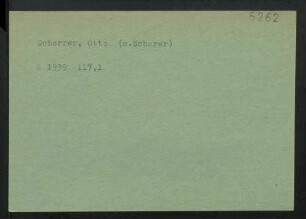 5262
Scherrer, Otto (s.Scherer)
Z 1939 117,1